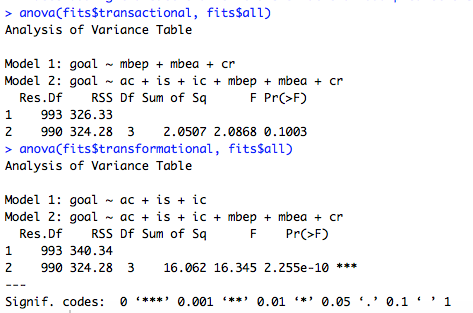 > anova(fits$transactional, fits$all)
Analysis of Variance Table

Model 1: goal ~ mbep + mbea + cr
Model 2: goal ~ ac + is + ic + mbep + mbea + cr
  Res.Df    RSS Df Sum of Sq      F Pr(>F)
1    993 326.33
2    990 324.28  3    2.0507 2.0868 0.1003
> anova(fits$transformational, fits$all)
Analysis of Variance Table

Model 1: goal ~ ac + is + ic
Model 2: goal ~ ac + is + ic + mbep + mbea + cr
  Res.Df    RSS Df Sum of Sq      F    Pr(>F)
1    993 340.34
2    990 324.28  3    16.062 16.345 2.255e-10 ***
---
Signif. codes:  0 ‘***’ 0.001 ‘**’ 0.01 ‘*’ 0.05 ‘.’ 0.1 ‘ ’ 1